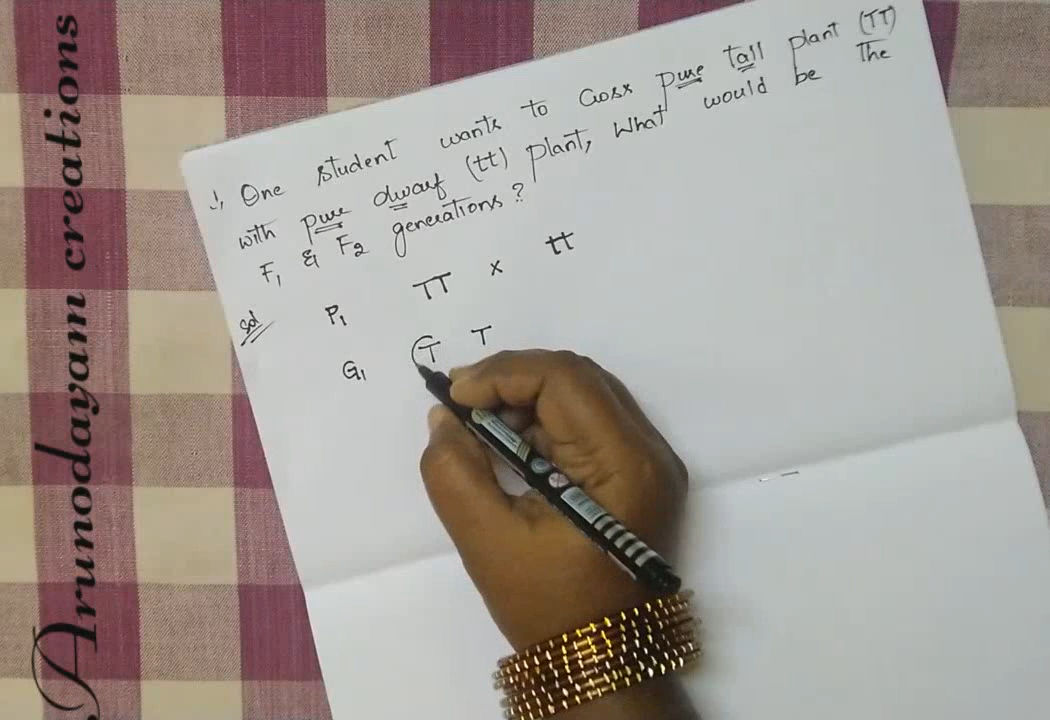 Arunodayam creations
1, One student wants to cross pure tall plant (TT)
with pure dwarf (tt) plant, What would be the
F1 & F2 generations?
Sol P1 TT x tt
G1 T T